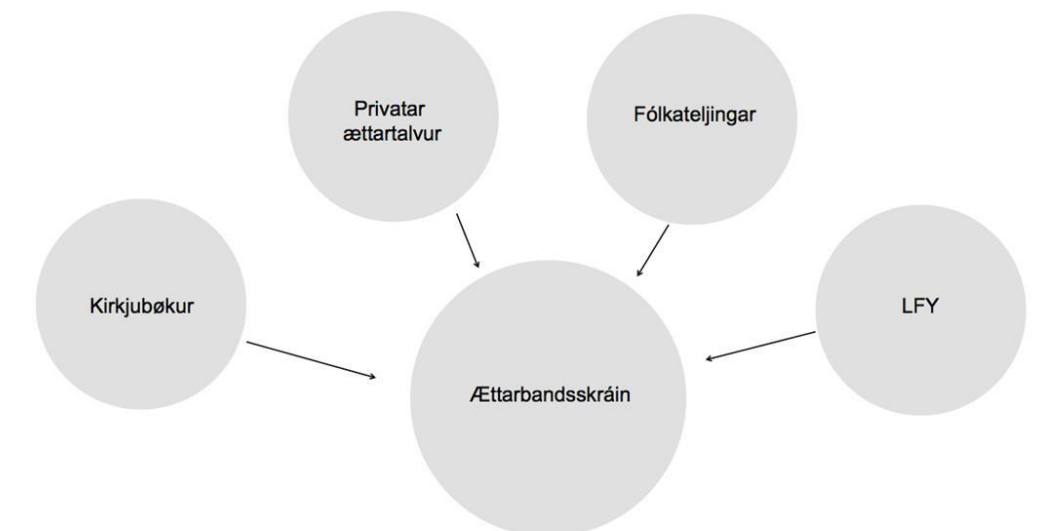 Privatar
ættartalvur
Fólkateljingar
Kirkjubøkur
LFY
Ættarbandsskráin